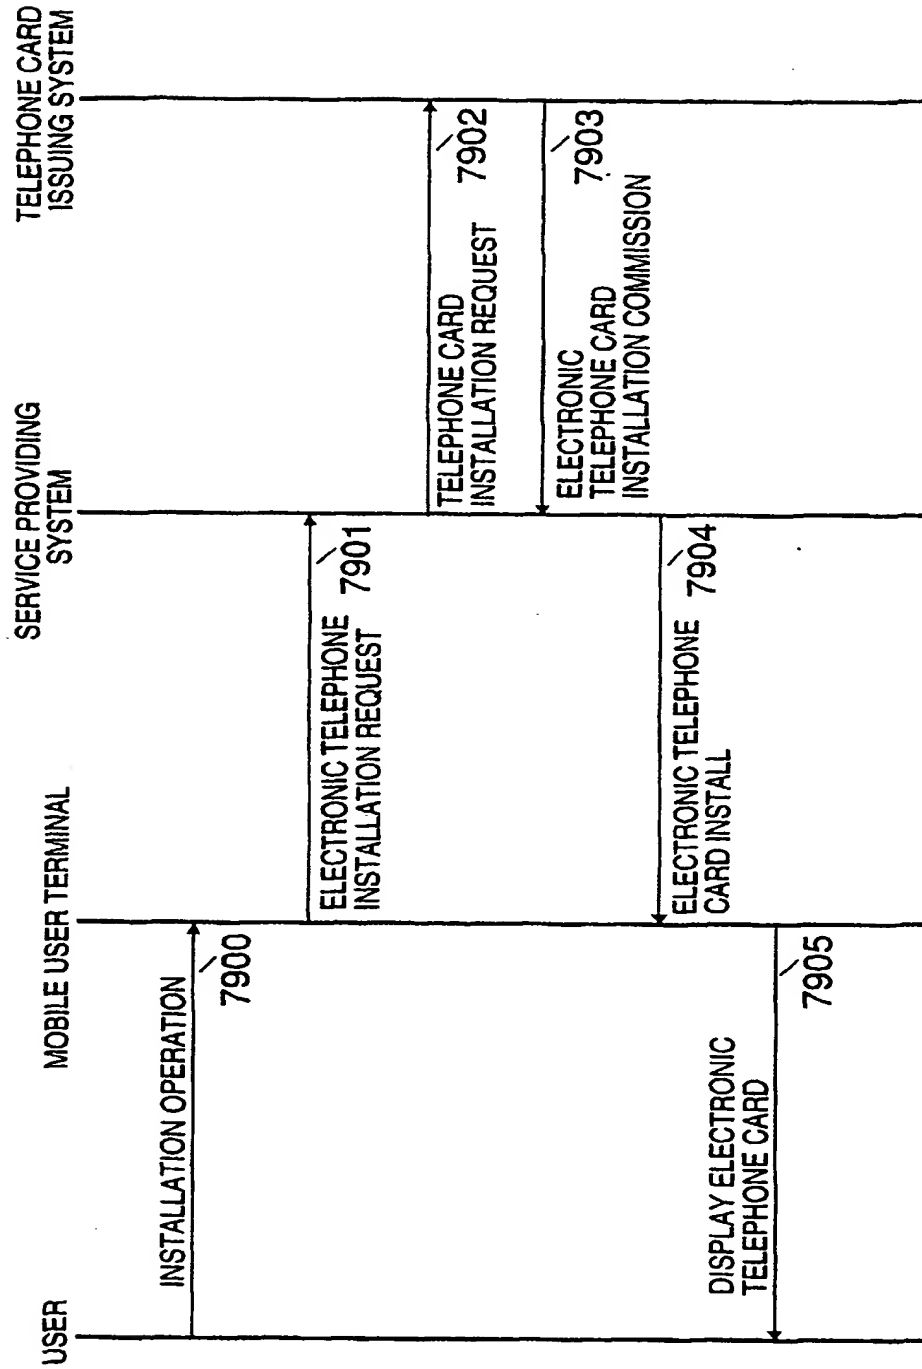 USER
MOBILE USER TERMINAL
SERVICE PROVIDING
SYSTEM
TELEPHONE CARD
ISSUING SYSTEM
INSTALLATION OPERATION
7900
ELECTRONIC TELEPHONE
INSTALLATION REQUEST
7901
TELEPHONE CARD
INSTALLATION REQUEST
7902
ELECTRONIC
TELEPHONE CARD
INSTALLATION COMMISSION
7903
ELECTRONIC TELEPHONE
CARD INSTALL
7904
DISPLAY ELECTRONIC
TELEPHONE CARD
7905